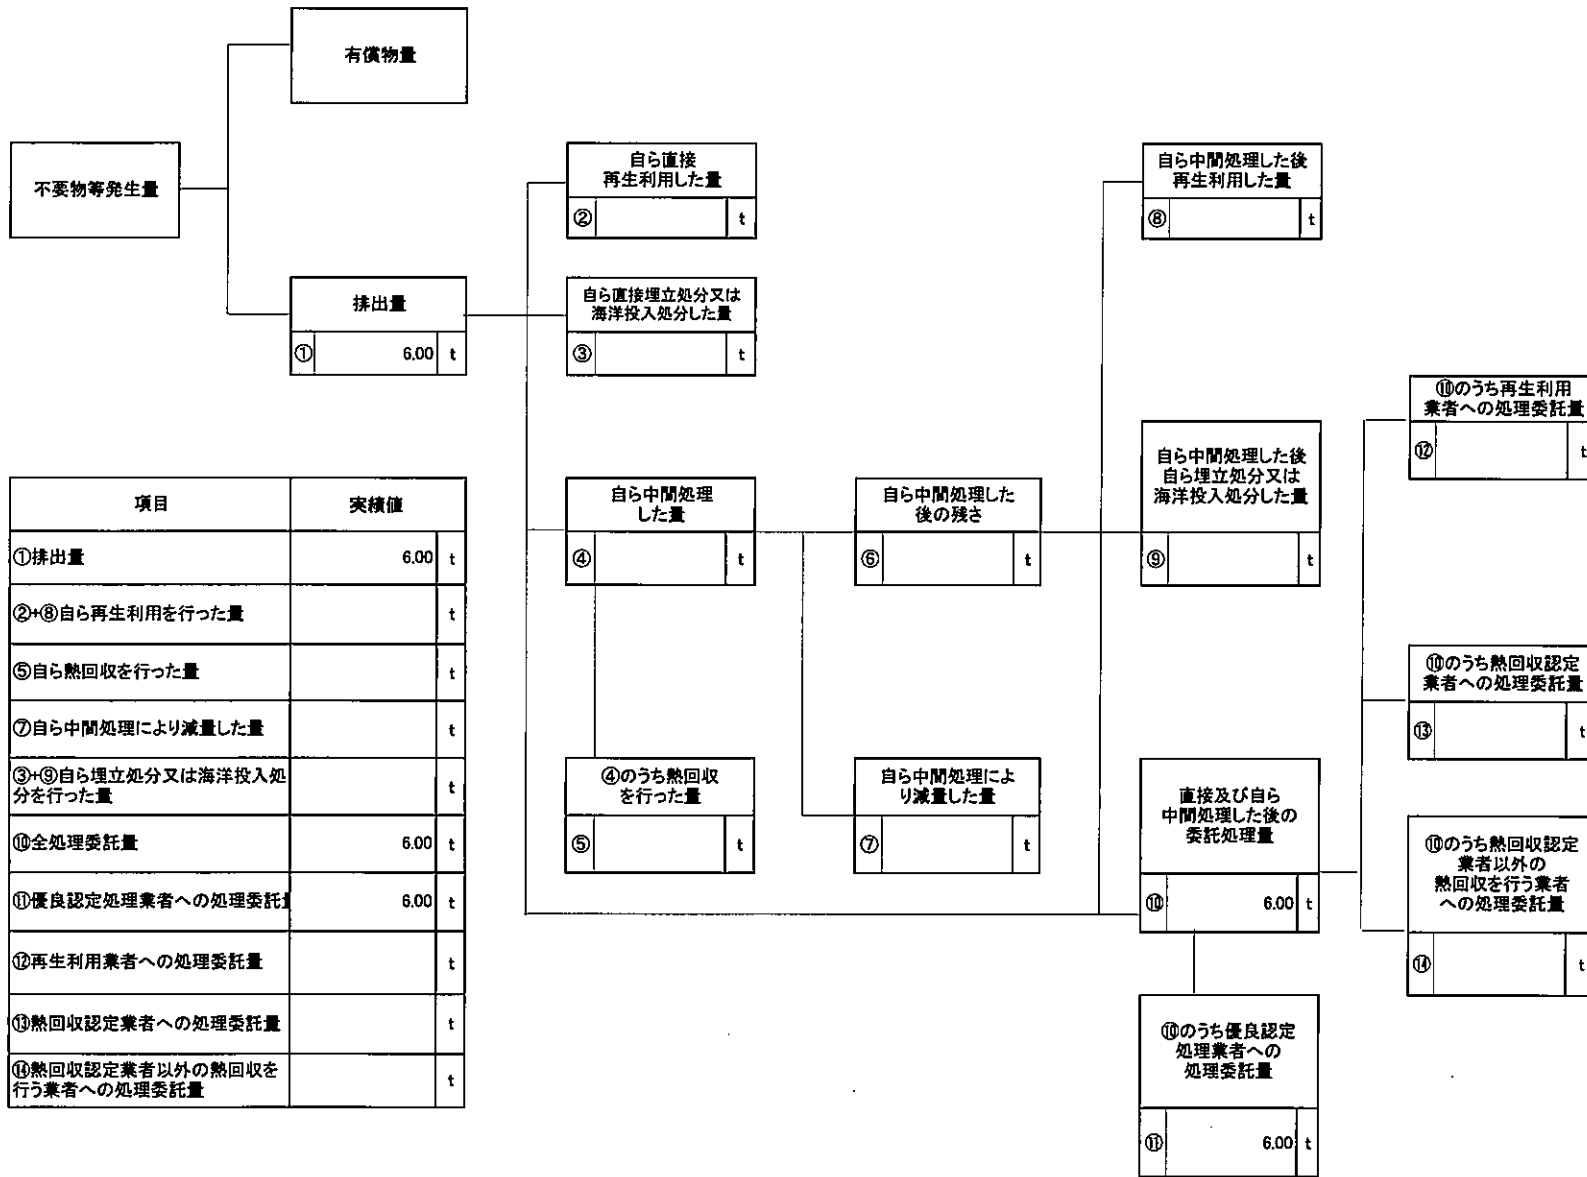 有償物量
不要物等発生量
排出量
① 6.00 t
自ら直接
再生利用した量
② t
自ら直接埋立処分又は
海洋投入処分した量
③ t
自ら中間処理
した量
④ t
④のうち熱回収
を行った量
⑤ t
自ら中間処理した
後の残さ
⑥ t
自ら中間処理によ
り減量した量
⑦ t
自ら中間処理した後
再生利用した量
⑧ t
自ら中間処理した後
自ら埋立処分又は
海洋投入処分した量
⑨ t
直接及び自ら
中間処理した後の
委託処理量
⑩ 6.00 t
⑩のうち優良認定
処理業者への
処理委託量
⑪ 6.00 t
⑩のうち再生利用
業者への処理委託量
⑫ t
⑩のうち熱回収認定
業者への処理委託量
⑬ t
⑩のうち熱回収認定
業者以外の
熱回収を行う業者
への処理委託量
⑭ t
項目 実績値
①排出量 6.00 t
②+⑧自ら再生利用を行った量 t
⑤自ら熱回収を行った量 t
⑦自ら中間処理により減量した量 t
③+⑨自ら埋立処分又は海洋投入処
分を行った量 t
⑩全処理委託量 6.00 t
⑪優良認定処理業者への処理委託 6.00 t
⑫再生利用業者への処理委託量 t
⑬熱回収認定業者への処理委託量 t
⑭熱回収認定業者以外の熱回収を
行う業者への処理委託量 t